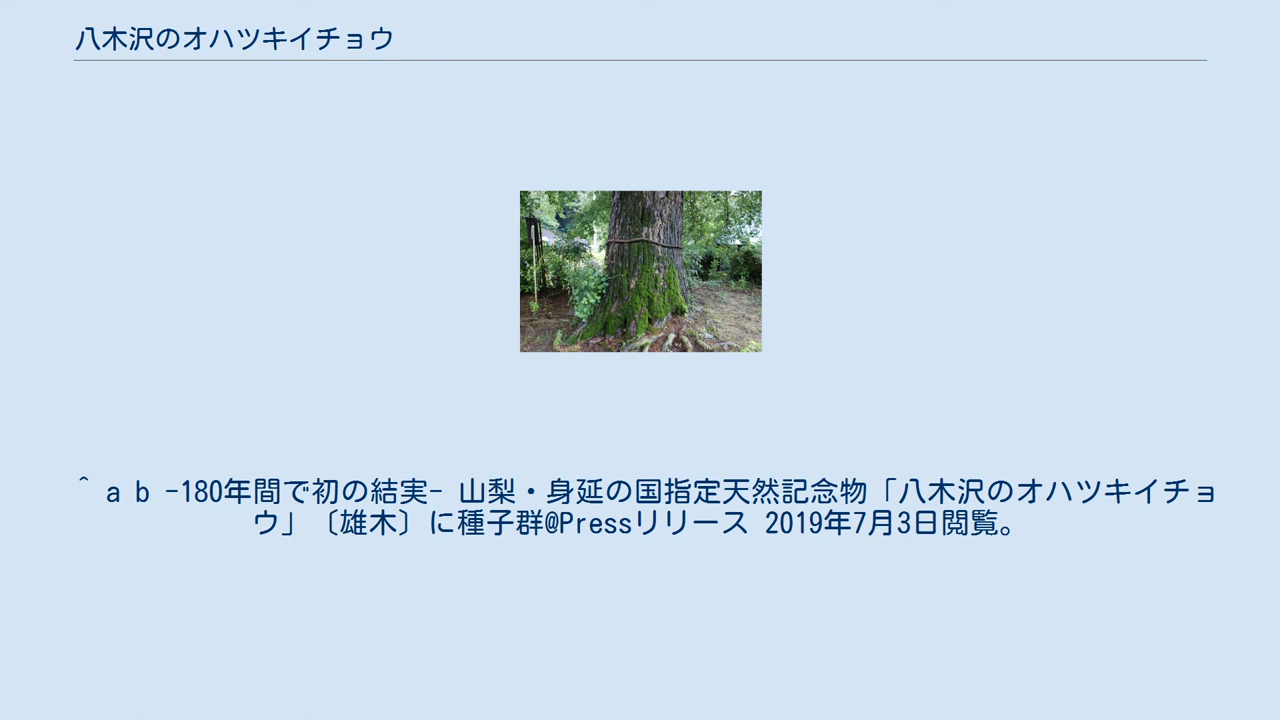 八木沢のオハツキイチョウ
^ a b -180年間で初の結実- 山梨・身延の国指定天然記念物「八木沢のオハツキイチョ
ウ」〔雄木〕に種子群@Pressリリース 2019年7月3日閲覧。